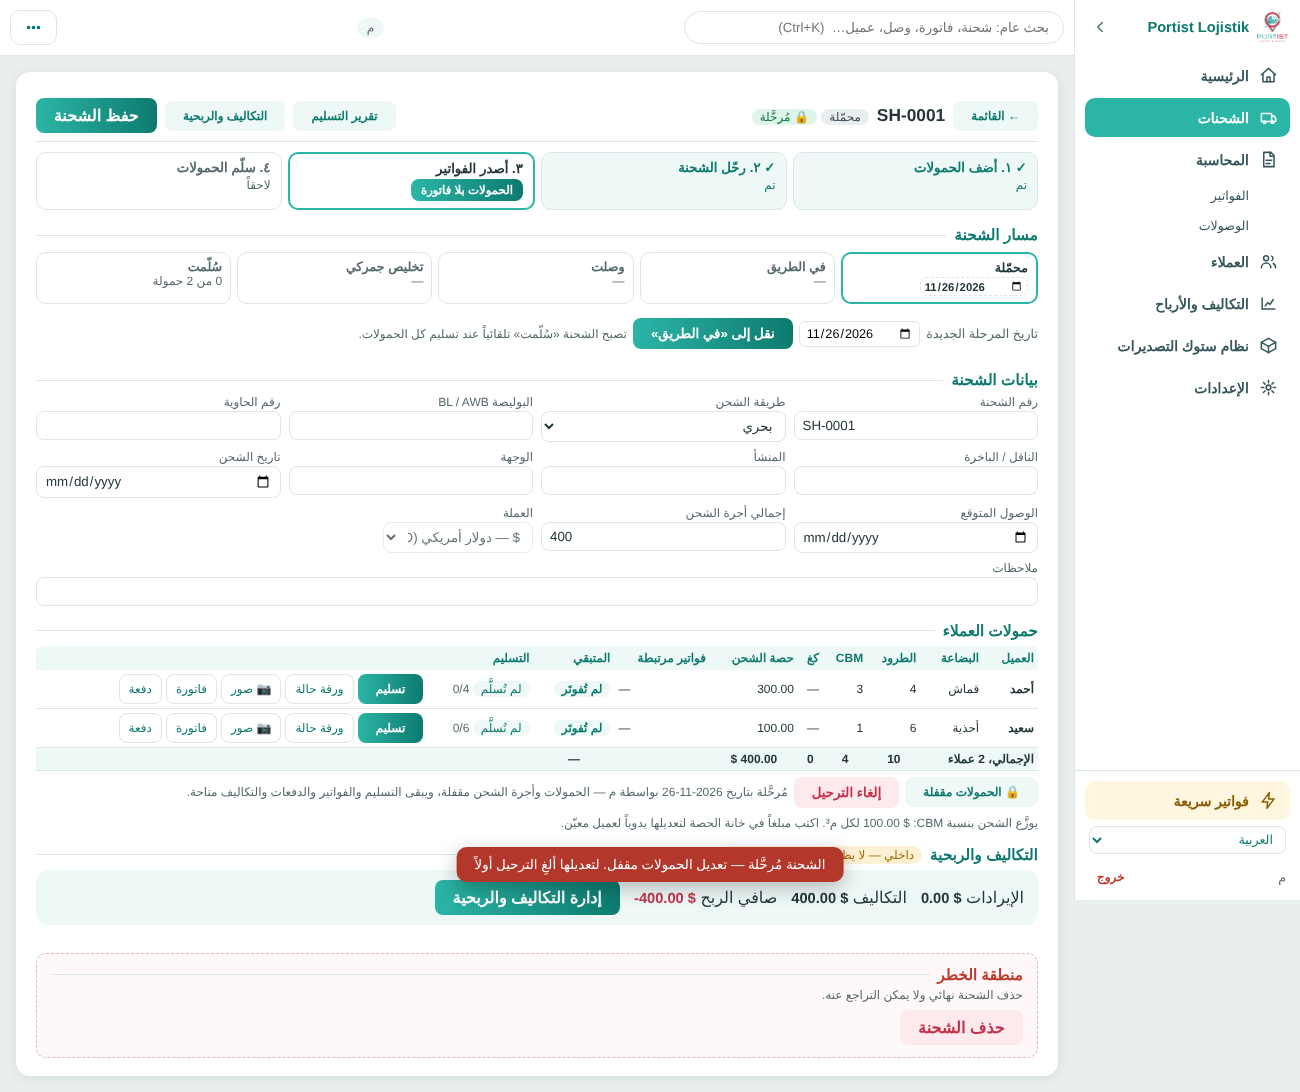 Portist Lojistik
PORTIST
بحث عام: شحنة، فاتورة، وصل، عميل… (Ctrl+K)
م
•••
الرئيسية
الشحنات
المحاسبة
الفواتير
الوصولات
العملاء
التكاليف والأرباح
نظام ستوك التصديرات
الإعدادات
فواتير سريعة
العربية
م خروج
← القائمة SH-0001 محمّلة 🔒 مُرحَّلة تقرير التسليم التكاليف والربحية حفظ الشحنة
✓ ١. أضف الحمولات
تم
✓ ٢. رحّل الشحنة
تم
٣. أصدر الفواتير
الحمولات بلا فاتورة
٤. سلّم الحمولات
لاحقاً
مسار الشحنة
محمّلة
11/26/2026
في الطريق
—
وصلت
—
تخليص جمركي
—
سُلّمت
0 من 2 حمولة
تاريخ المرحلة الجديدة 11/26/2026 نقل إلى «في الطريق» تصبح الشحنة «سُلّمت» تلقائياً عند تسليم كل الحمولات.
بيانات الشحنة
رقم الشحنة طريقة الشحن البوليصة BL / AWB رقم الحاوية
SH-0001 بحري
الناقل / الباخرة المنشأ الوجهة تاريخ الشحن
mm/dd/yyyy
الوصول المتوقع إجمالي أجرة الشحن العملة
mm/dd/yyyy 400 $ — دولار أمريكي
ملاحظات
حمولات العملاء
العميل البضاعة الطرود CBM كغ حصة الشحن فواتير مرتبطة المتبقي التسليم
أحمد قماش 4 3 — 300.00 — لم تُفوتَر لم تُسلَّم 0/4 تسليم ورقة حالة 📷 صور فاتورة دفعة
سعيد أحذية 6 1 — 100.00 — لم تُفوتَر لم تُسلَّم 0/6 تسليم ورقة حالة 📷 صور فاتورة دفعة
الإجمالي، 2 عملاء 10 4 0 400.00 $ —
🔒 الحمولات مقفلة إلغاء الترحيل مُرحَّلة بتاريخ 2026-11-26 بواسطة م — الحمولات وأجرة الشحن مقفلة، ويبقى التسليم والفواتير والدفعات والتكاليف متاحة.
يوزَّع الشحن بنسبة CBM: $ 100.00 لكل م³. اكتب مبلغاً في خانة الحصة لتعديلها يدوياً لعميل معيّن.
التكاليف والربحية داخلي — لا
الشحنة مُرحَّلة — تعديل الحمولات مقفل. لتعديلها ألغِ الترحيل أولاً
الإيرادات $ 0.00 التكاليف $ 400.00 صافي الربح $ 400.00- إدارة التكاليف والربحية
منطقة الخطر
حذف الشحنة نهائي ولا يمكن التراجع عنه.
حذف الشحنة